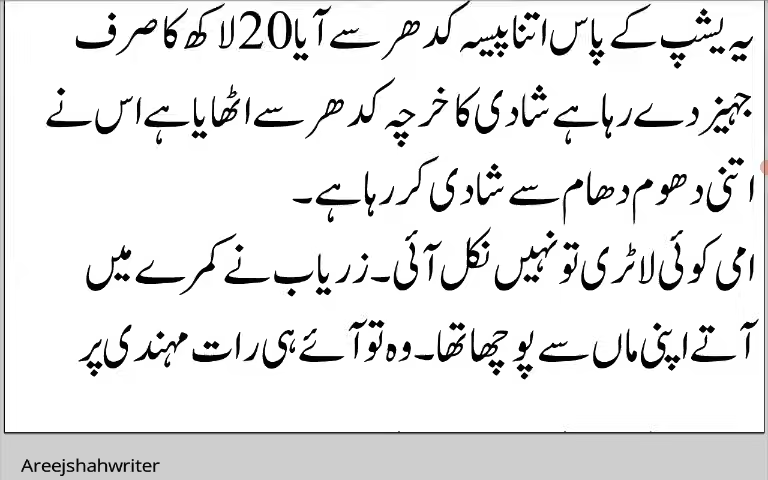 یہ یشپ کے پاس اتنا پیسہ کدھر سے آیا 20 لاکھ کا صرف
جہیز دے رہا ہے شادی کا خرچہ کدھر سے اٹھایا ہے اس نے
اتنی دھوم دھام سے شادی کر رہا ہے۔
امی کوئی لاٹری تو نہیں نکل آئی۔ زریاب نے کمرے میں
آتے اپنی ماں سے پوچھا تھا۔ وہ تو آئے ہی رات مہندی پر
Areejshahwriter